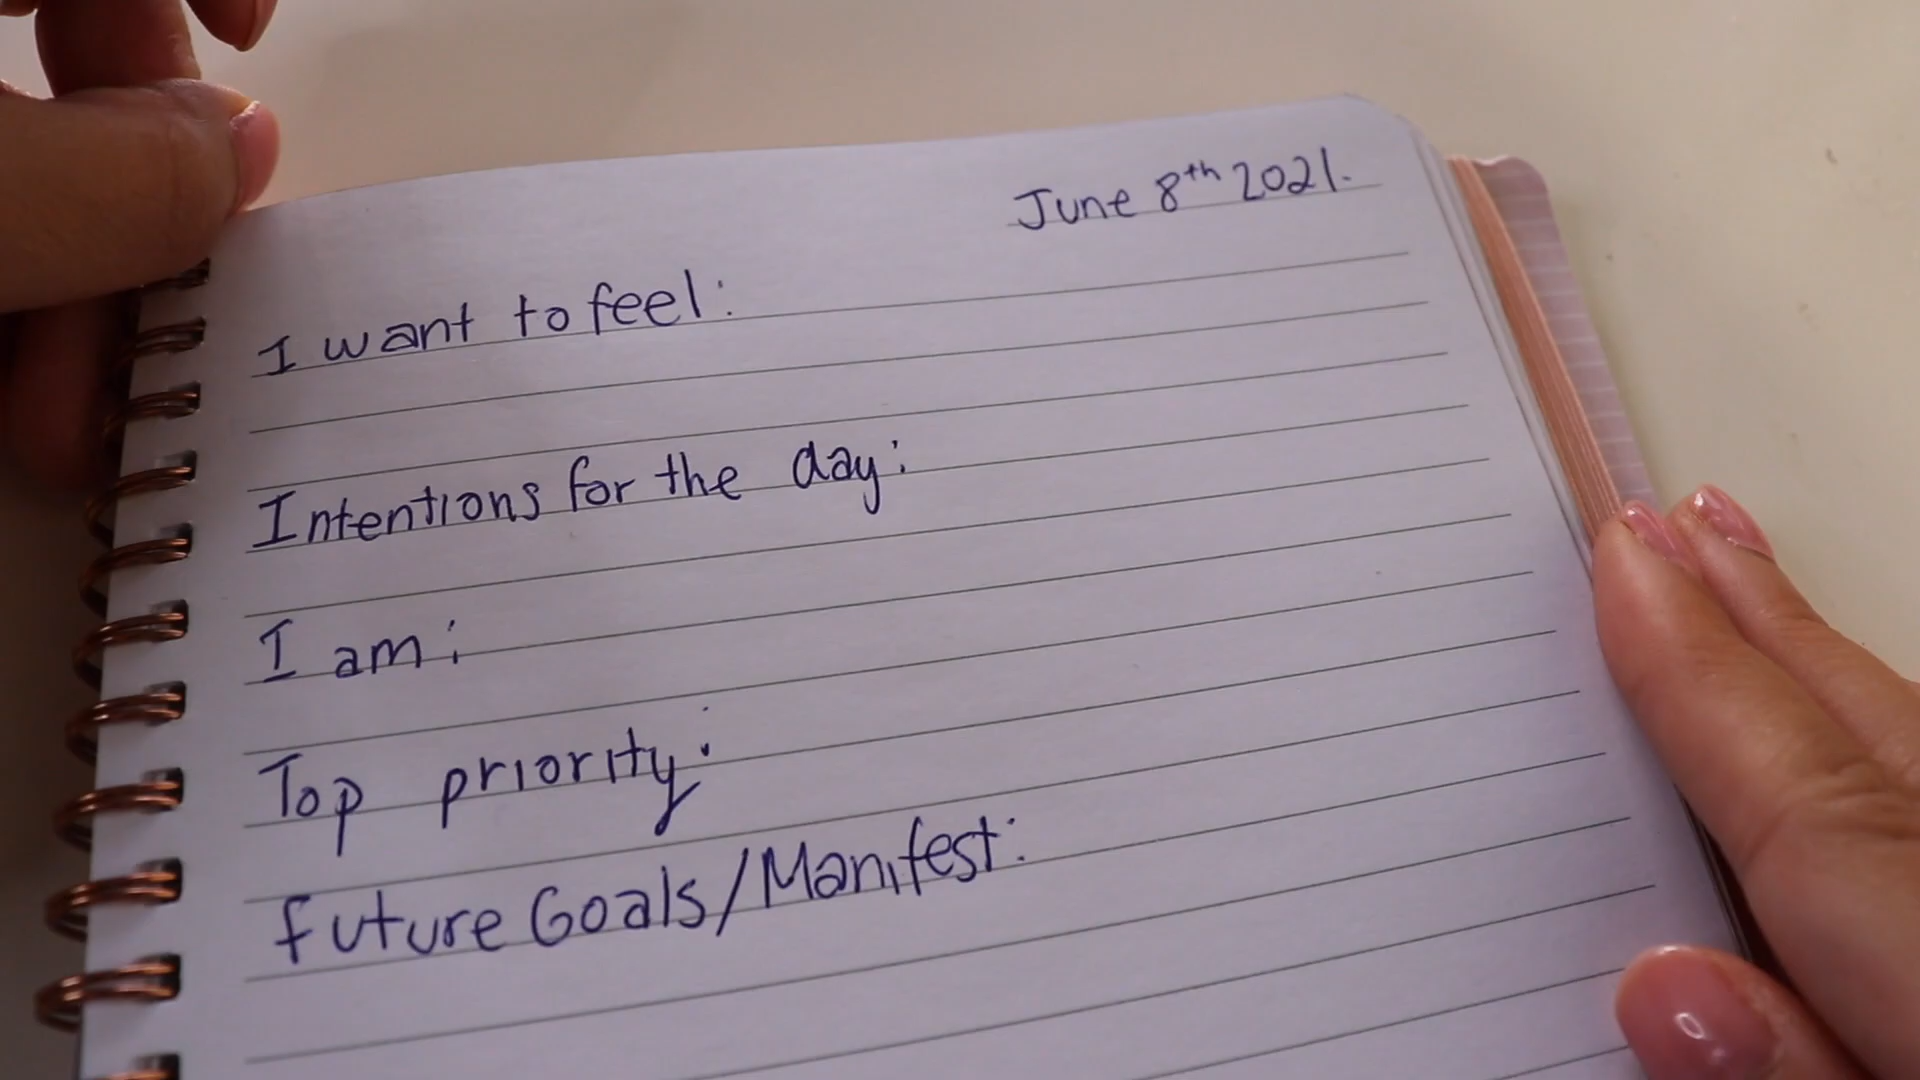 June 8th 2021.
I want to feel:
Intentions for the day:
I am:
Top priority:
future Goals/Manifest: